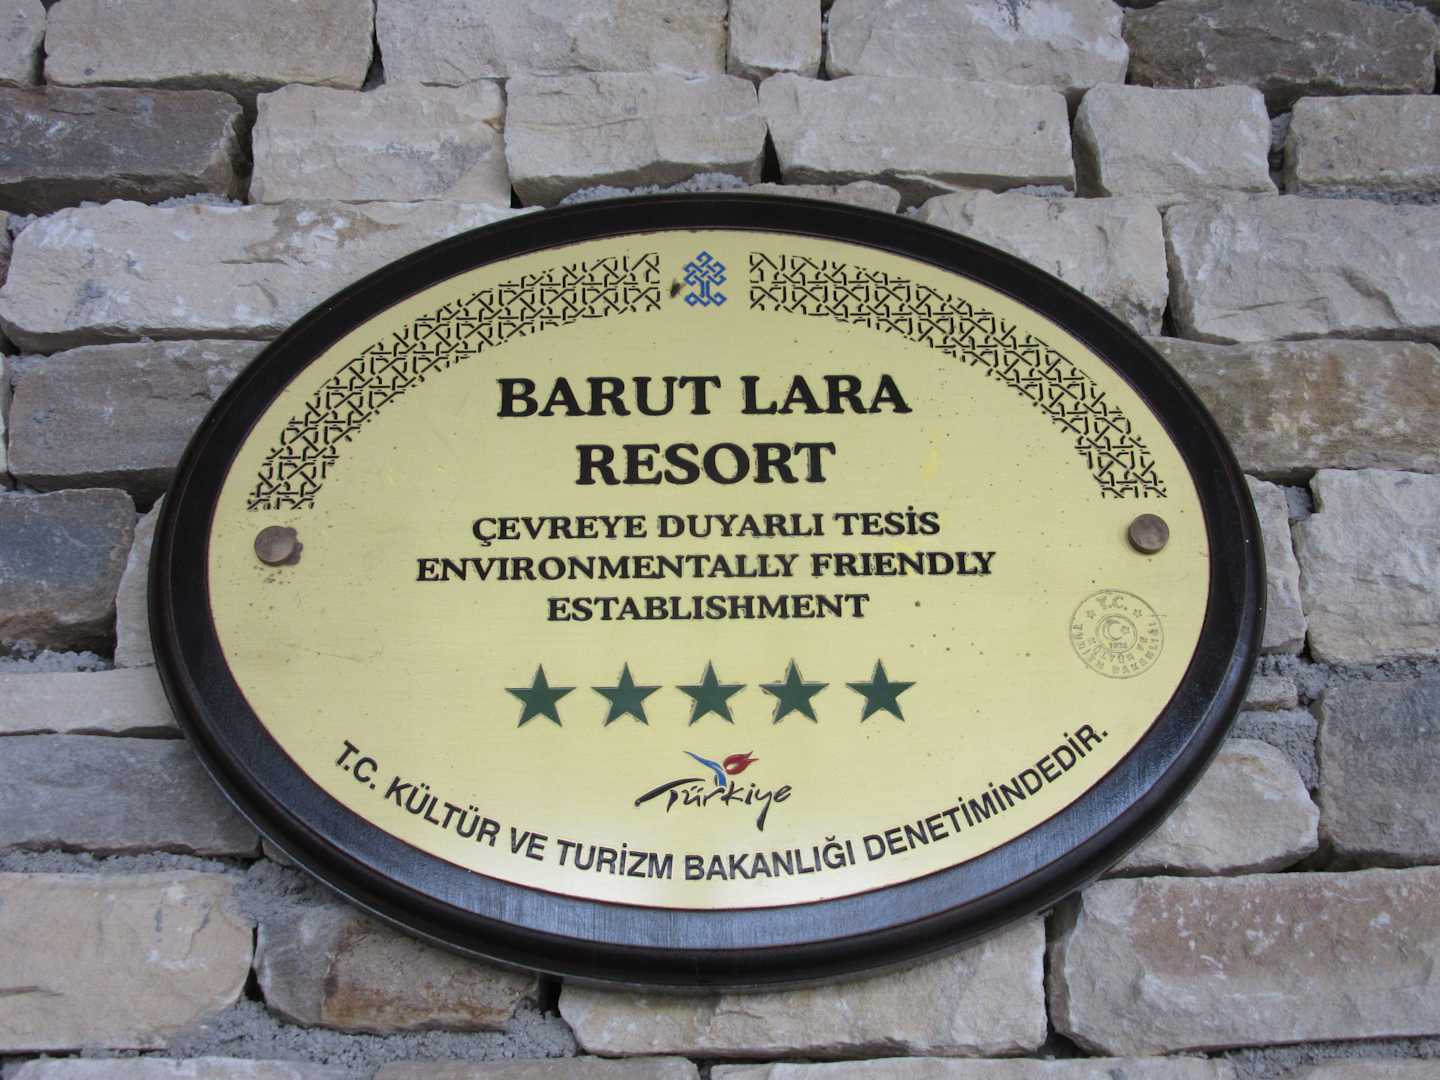 BARUT LARA
RESORT
ÇEVREYE DUYARLI TESİS
ENVIRONMENTALLY FRIENDLY
ESTABLISHMENT
T.C.
Türkiye
T.C. KÜLTÜR VE TURİZM BAKANLIĞI DENETİMİNDEDİR.